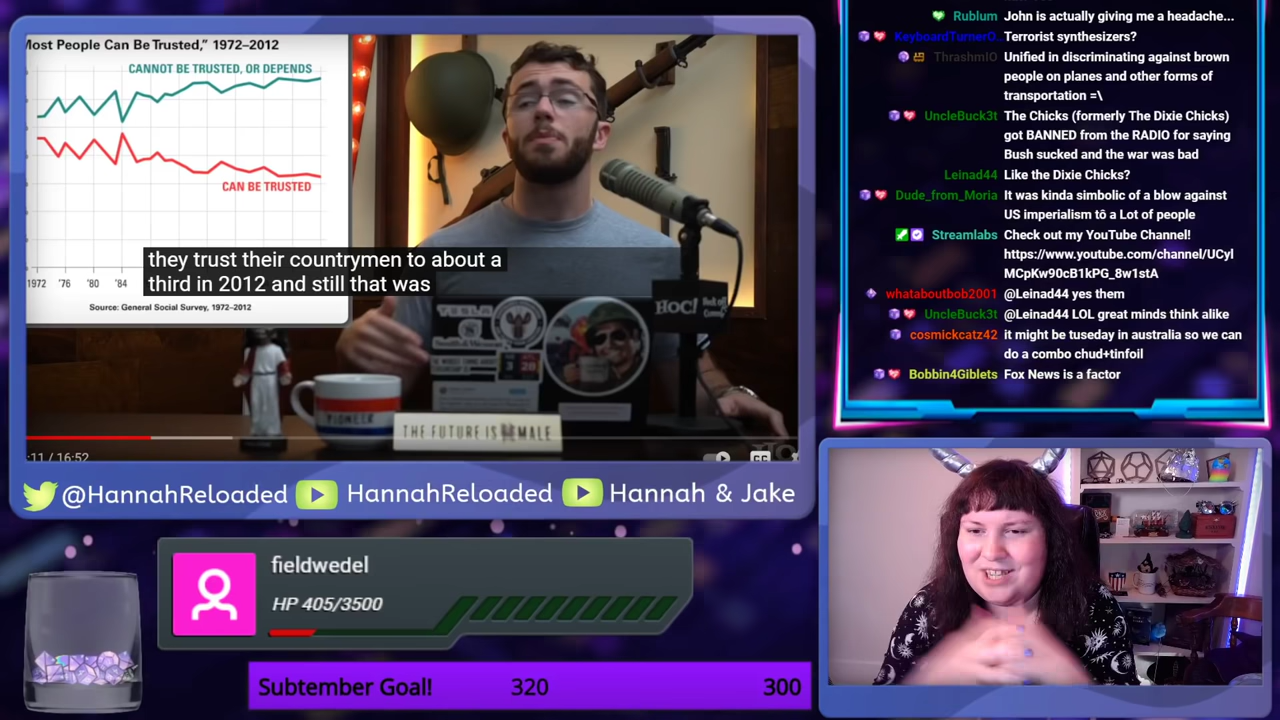 Most People Can Be Trusted,” 1972–2012
CANNOT BE TRUSTED, OR DEPENDS
CAN BE TRUSTED
1972 '76 '80 '84
Source: General Social Survey, 1972–2012
they trust their countrymen to about a
third in 2012 and still that was
TESLA
HOC!
PIONEER
THE FUTURE IS MALE
:11 / 16:52
CC
@HannahReloaded HannahReloaded Hannah & Jake
fieldwedel
HP 405/3500
Subtember Goal! 320 300
Rublum John is actually giving me a headache...
KeyboardTurnerO... Terrorist synthesizers?
ThrashmIO Unified in discriminating against brown
people on planes and other forms of
transportation =\
UncleBuck3t The Chicks (formerly The Dixie Chicks)
got BANNED from the RADIO for saying
Bush sucked and the war was bad
Leinad44 Like the Dixie Chicks?
Dude_from_Moria It was kinda simbolic of a blow against
US imperialism tô a Lot of people
Streamlabs Check out my YouTube Channel!
https://www.youtube.com/channel/UCyl
MCpKw90cB1kPG_8w1stA
whataboutbob2001 @Leinad44 yes them
UncleBuck3t @Leinad44 LOL great minds think alike
cosmickcatz42 it might be tuseday in australia so we can
do a combo chud+tinfoil
Bobbin4Giblets Fox News is a factor